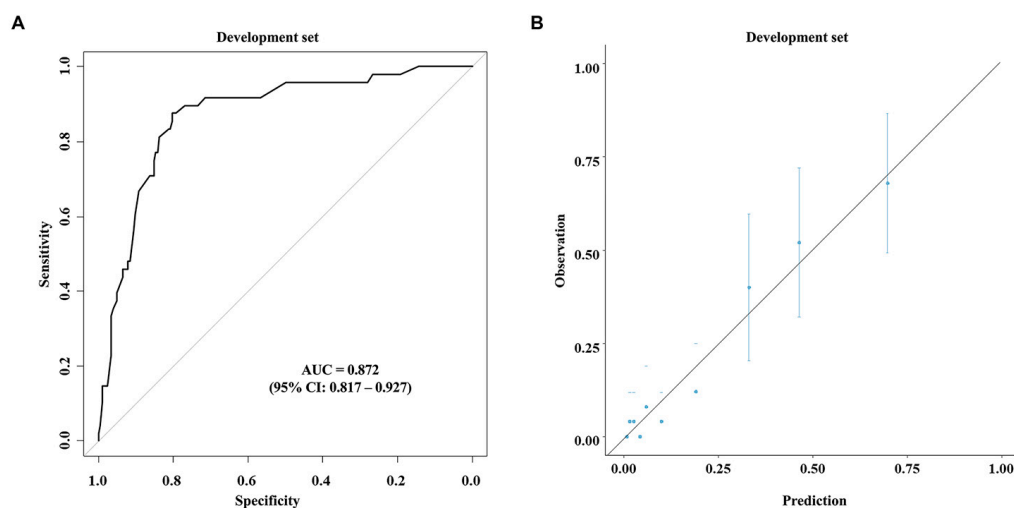 A
Development set
1.0
0.8
0.6
0.4
0.2
0.0
Sensitivity
AUC = 0.872
(95% CI: 0.817 – 0.927)
1.0 0.8 0.6 0.4 0.2 0.0
Specificity
B
Development set
1.00
0.75
0.50
0.25
0.00
Observation
0.00 0.25 0.50 0.75 1.00
Prediction